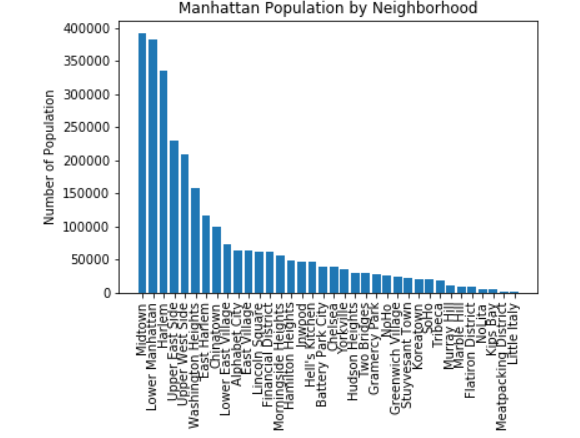 Manhattan Population by Neighborhood
Number of Population
400000
350000
300000
250000
200000
150000
100000
50000
0
Midtown
Lower Manhattan
Harlem
Upper East Side
Upper West Side
Washington Heights
East Harlem
Chinatown
Lower East Village
Alphabet City
East Village
Lincoln Square
Financial District
Morningside Heights
Hamilton Heights
Inwood
Hell's Kitchen
Battery Park City
Chelsea
Yorkville
Hudson Heights
Two Bridges
Gramercy Park
NoHo
Greenwich Village
Stuyvesant Town
Koreatown
SoHo
Tribeca
Murray Hill
Marble Hill
Flatiron District
NoLita
Kips Bay
Meatpacking District
Little Italy